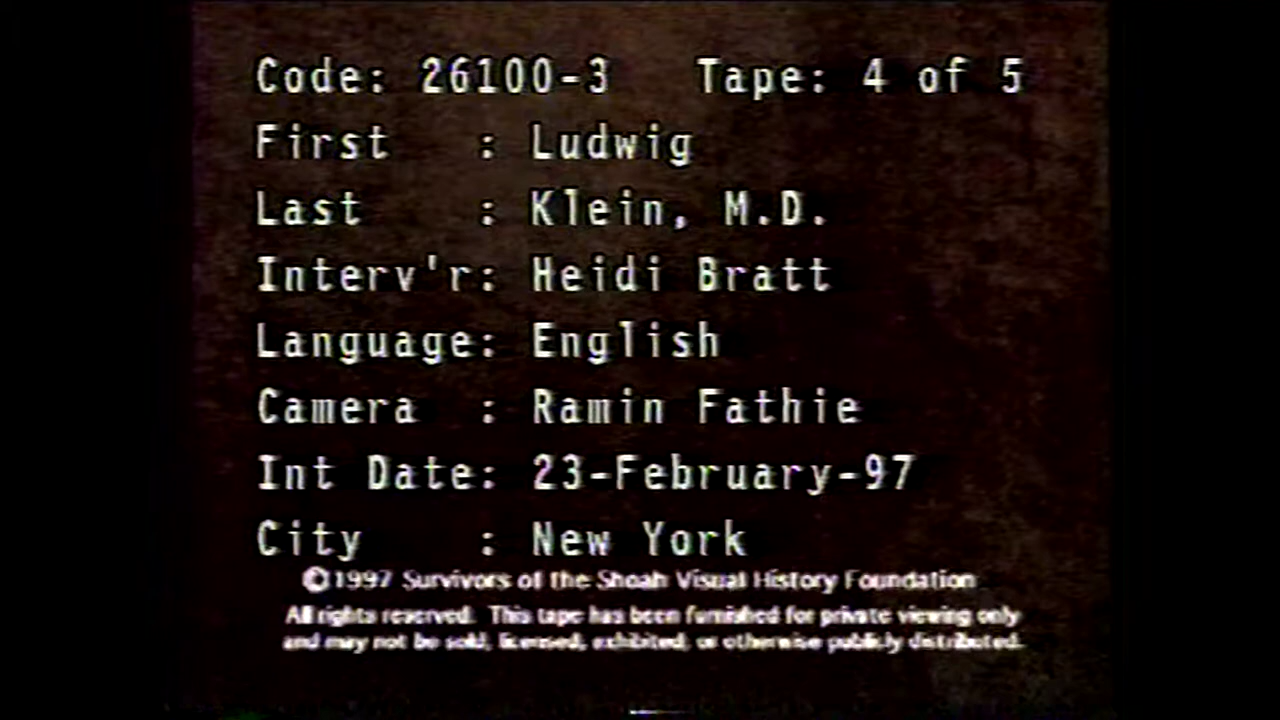 Code: 26100-3 Tape: 4 of 5
First : Ludwig
Last : Klein, M.D.
Interv'r: Heidi Bratt
Language: English
Camera : Ramin Fathie
Int Date: 23-February-97
City : New York
©1997 Survivors of the Shoah Visual History Foundation
All rights reserved. This tape has been furnished for private viewing only
and may not be sold, licensed, exhibited, or otherwise publicly distributed.